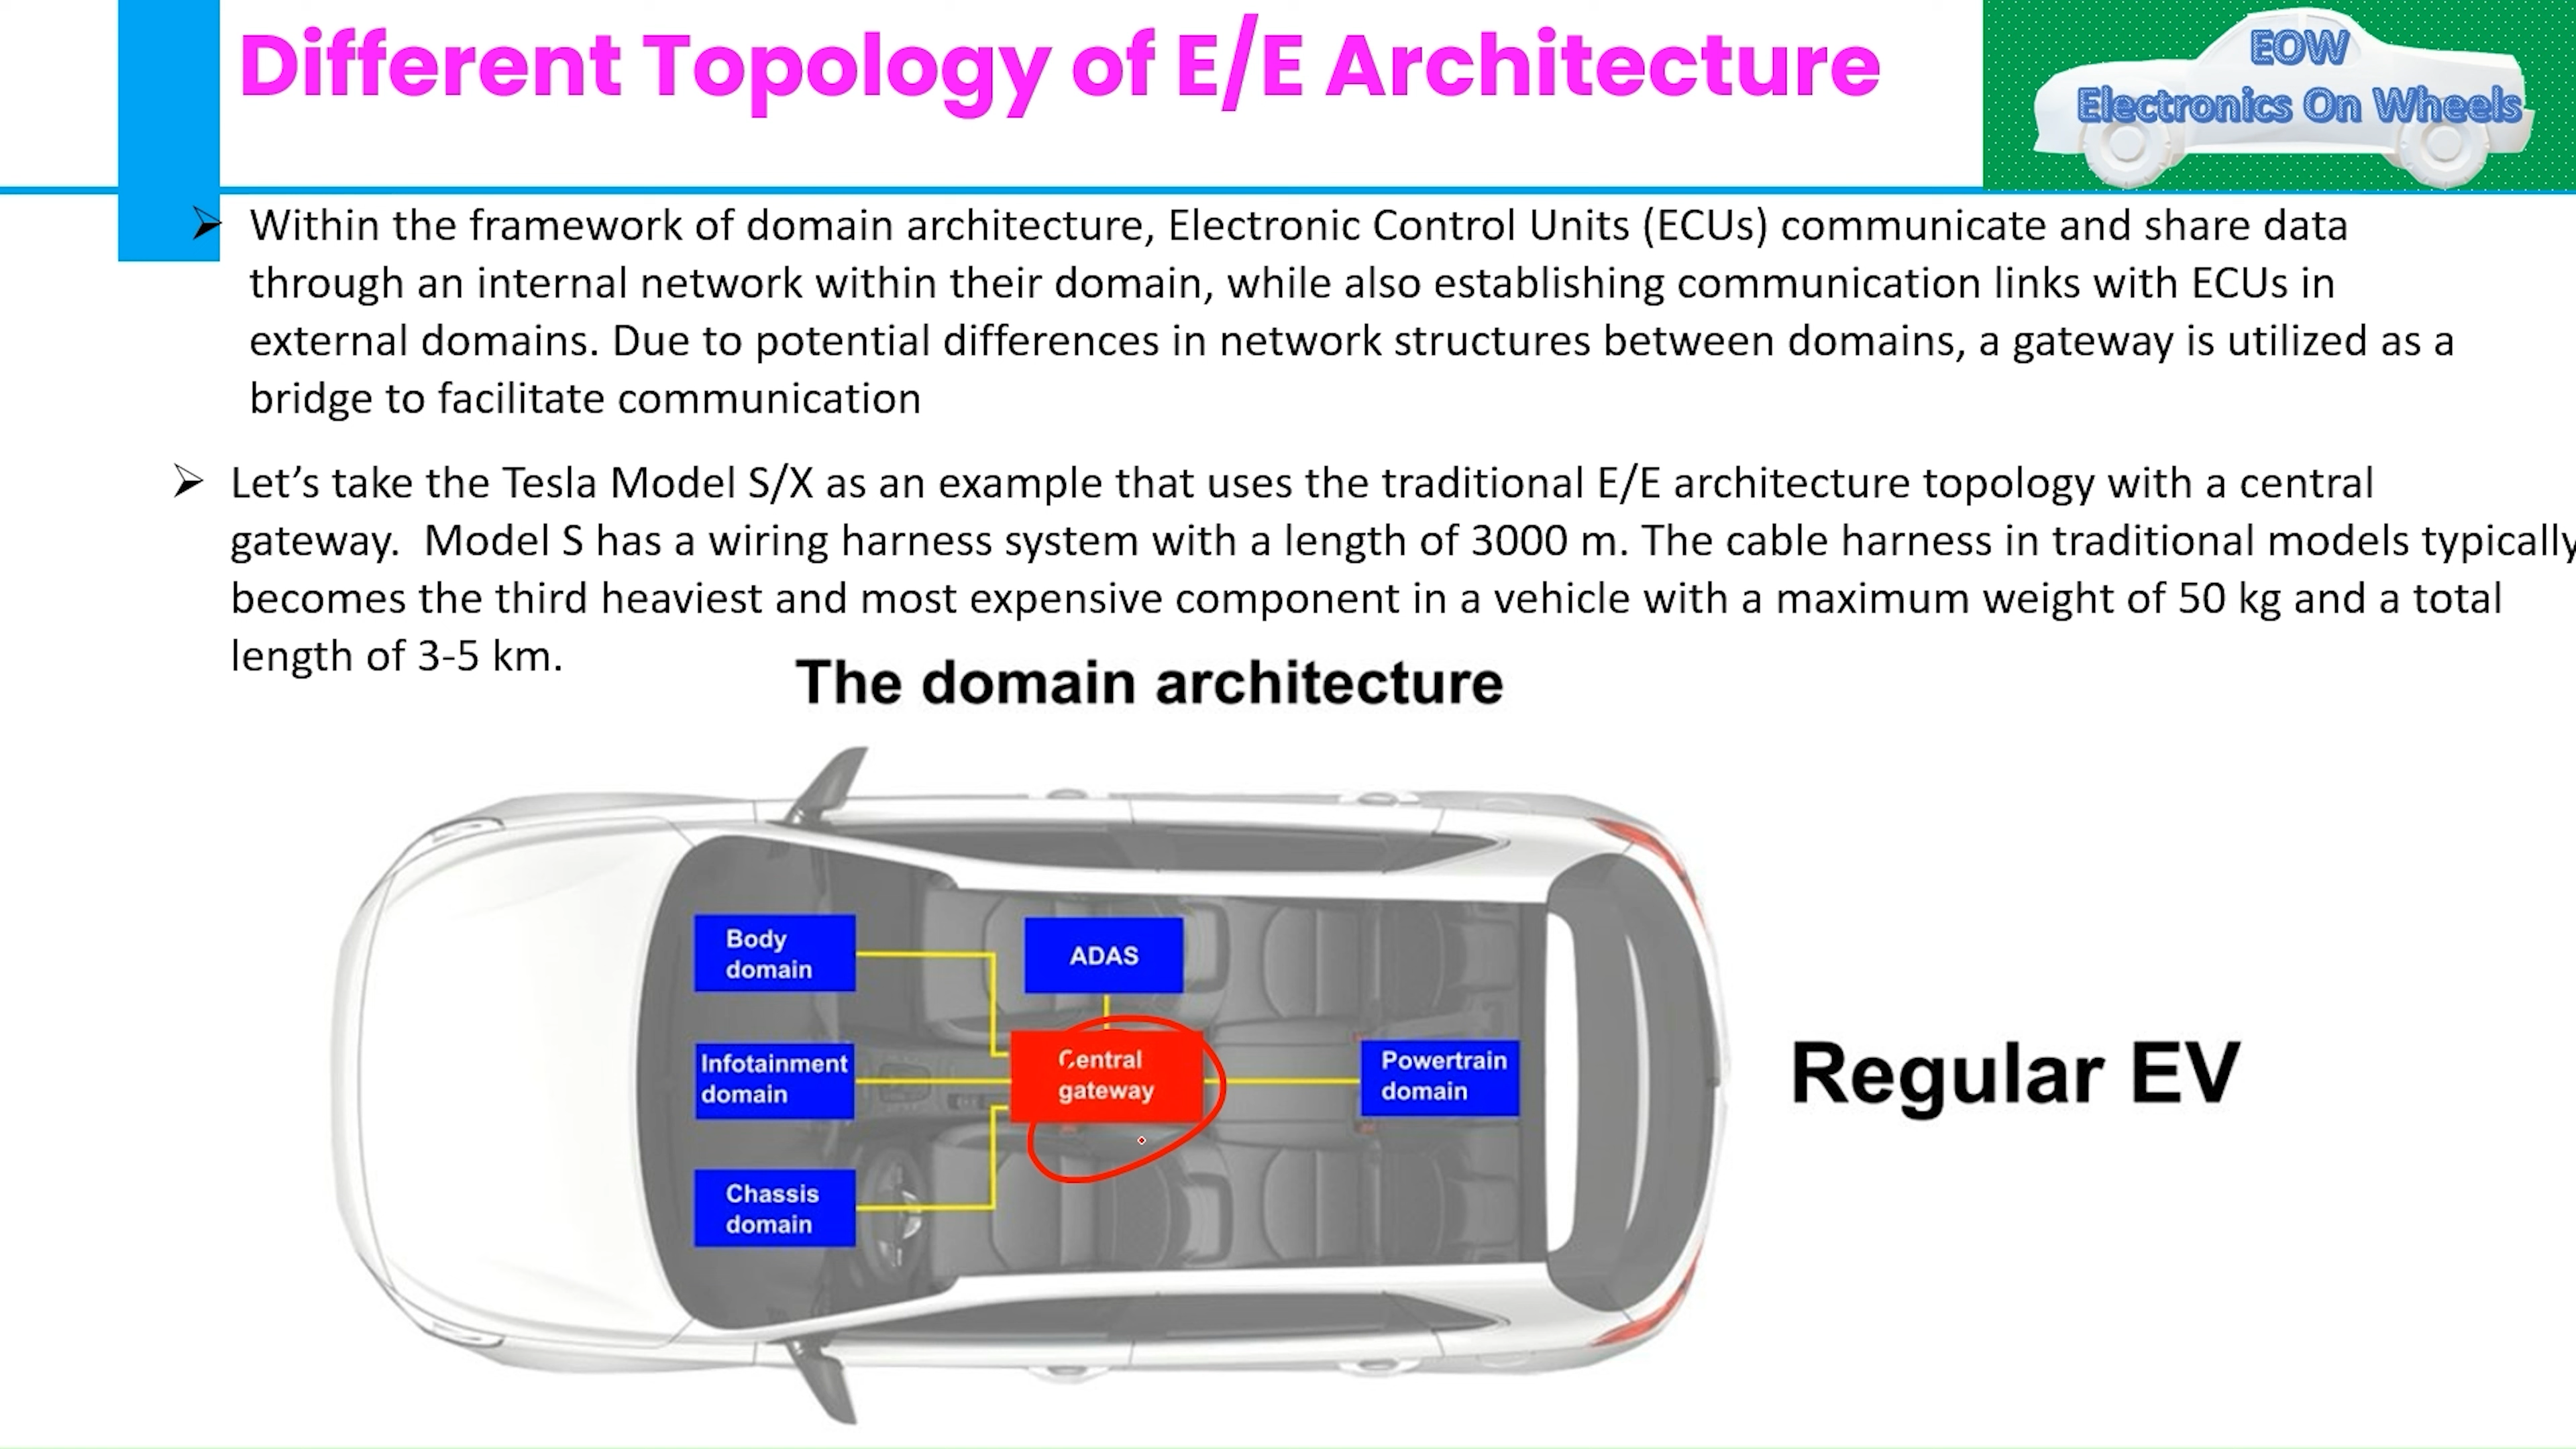 Different Topology of E/E Architecture
EOW
Electronics On Wheels
Within the framework of domain architecture, Electronic Control Units (ECUs) communicate and share data
through an internal network within their domain, while also establishing communication links with ECUs in
external domains. Due to potential differences in network structures between domains, a gateway is utilized as a
bridge to facilitate communication
Let’s take the Tesla Model S/X as an example that uses the traditional E/E architecture topology with a central
gateway.  Model S has a wiring harness system with a length of 3000 m. The cable harness in traditional models typically
becomes the third heaviest and most expensive component in a vehicle with a maximum weight of 50 kg and a total
length of 3-5 km.
The domain architecture
Body
domain
ADAS
Infotainment
domain
Central
gateway
Powertrain
domain
Chassis
domain
Regular EV